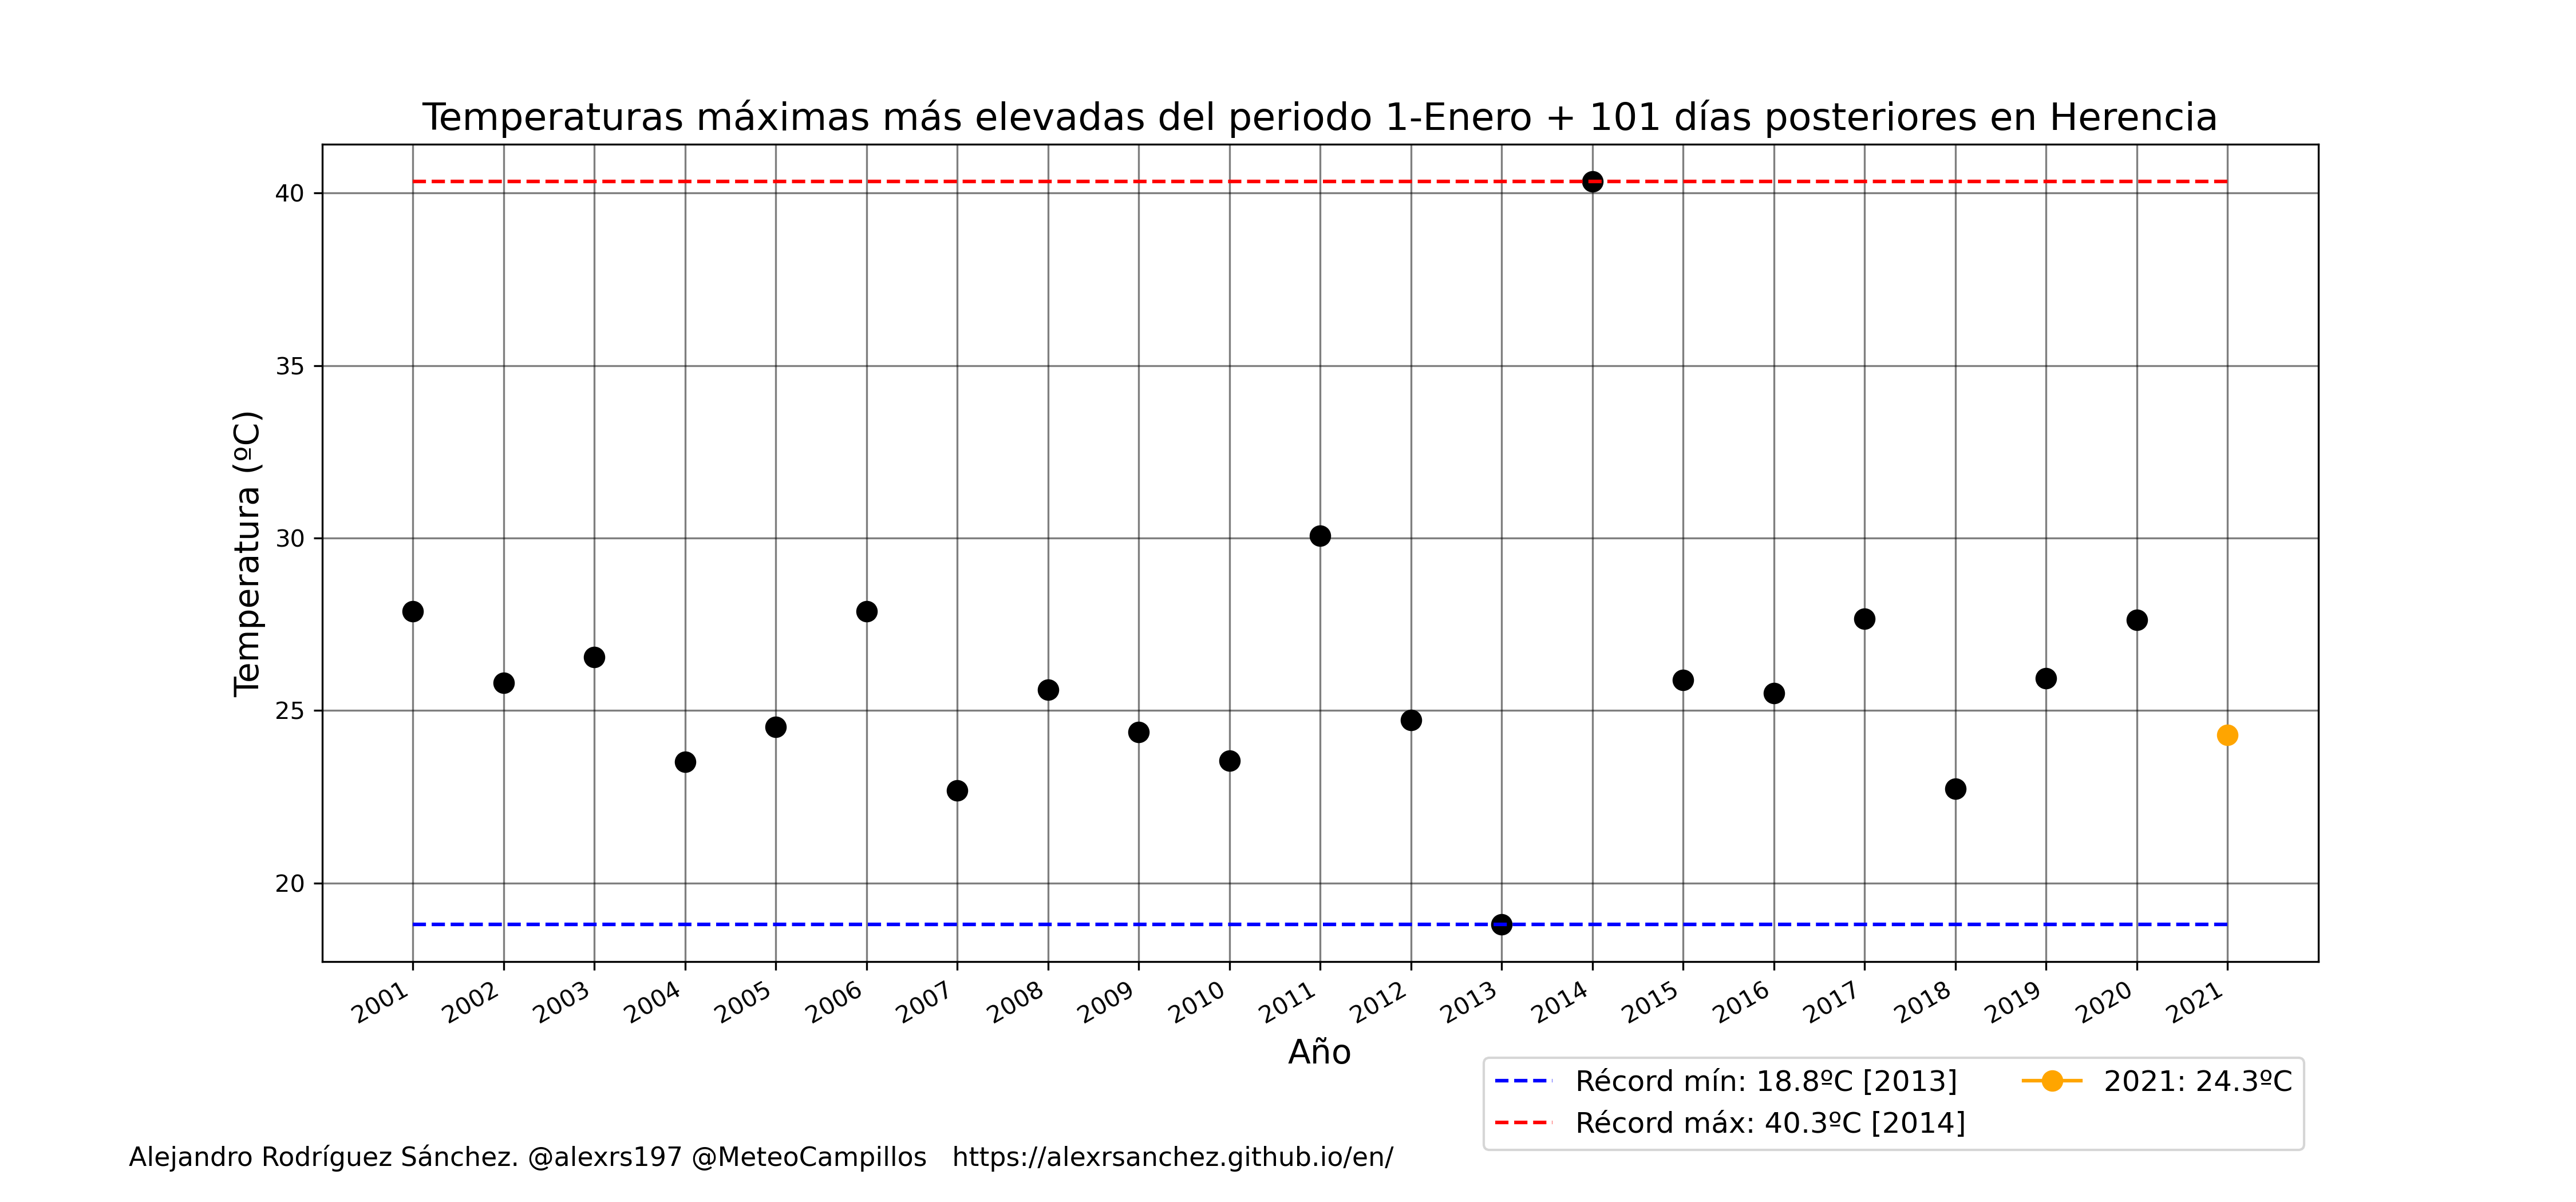 Temperaturas máximas más elevadas del periodo 1-Enero + 101 días posteriores en Herencia
Temperatura (ºC)
40
35
30
25
20
2001 2002 2003 2004 2005 2006 2007 2008 2009 2010 2011 2012 2013 2014 2015 2016 2017 2018 2019 2020 2021
Año
Récord mín: 18.8ºC [2013]
Récord máx: 40.3ºC [2014]
2021: 24.3ºC
Alejandro Rodríguez Sánchez. @alexrs197 @MeteoCampillos https://alexrsanchez.github.io/en/